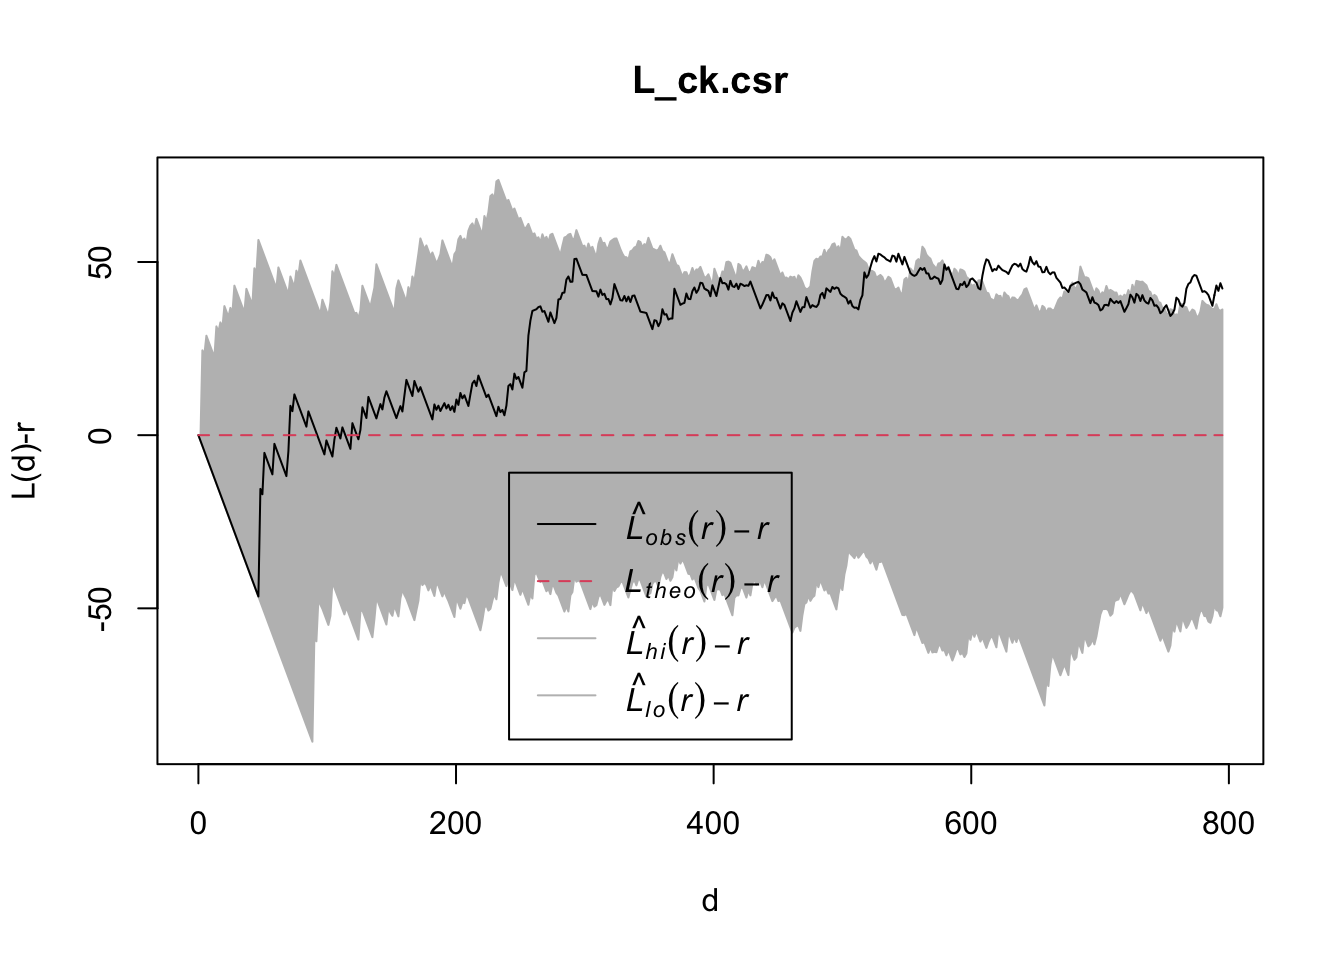 L_ck.csr
L(d)-r
50
0
-50
L̂obs(r) – r
Ltheo(r) – r
L̂hi(r) – r
L̂lo(r) – r
0 200 400 600 800
d